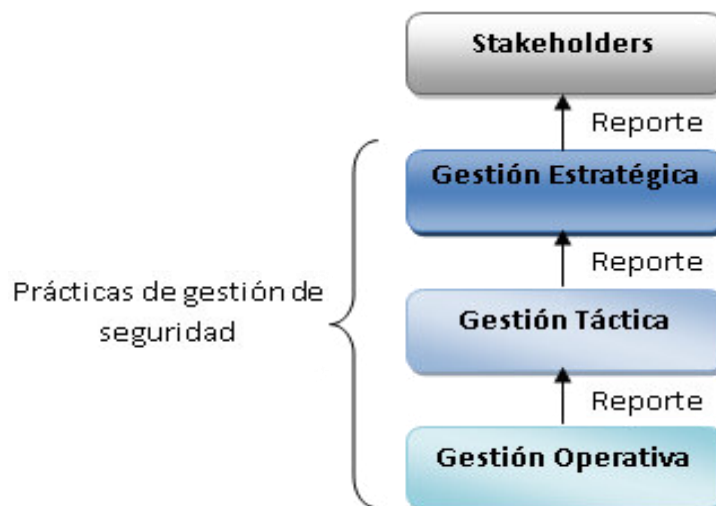 Stakeholders
Reporte
Gestión Estratégica
Reporte
Prácticas de gestión de
seguridad
Gestión Táctica
Reporte
Gestión Operativa